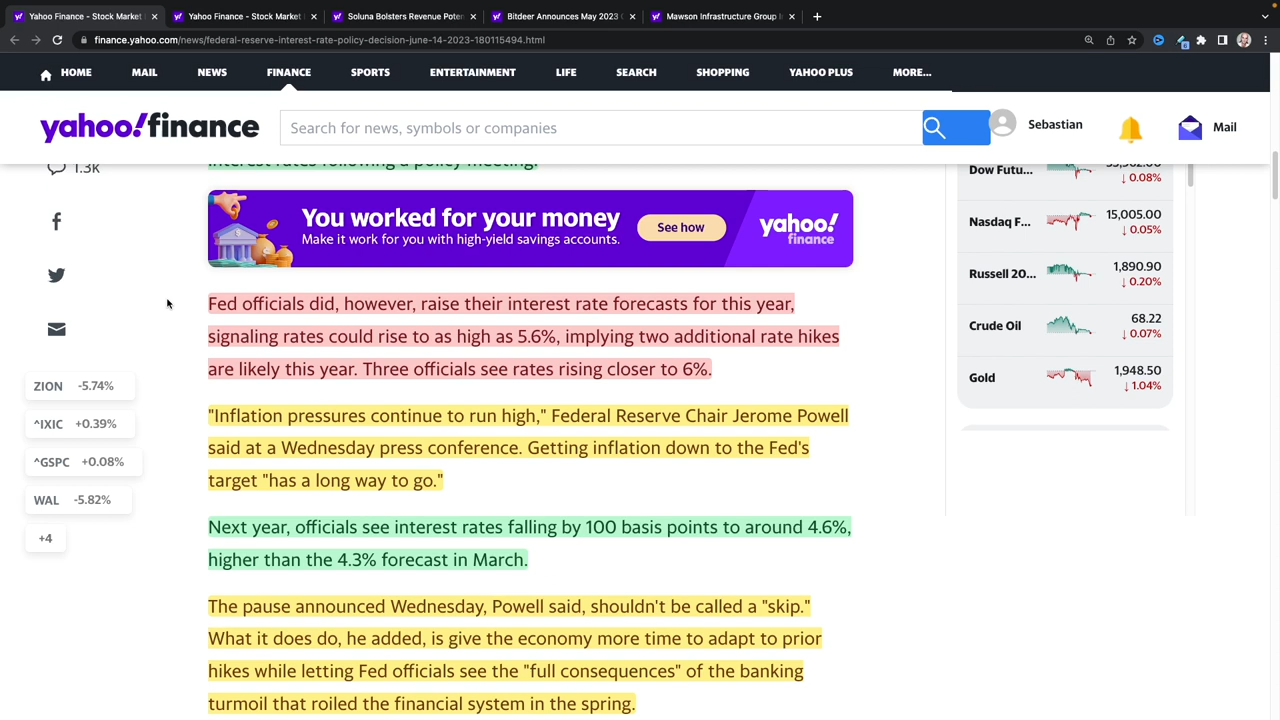 Yahoo Finance - Stock Market
Yahoo Finance - Stock Market
Soluna Bolsters Revenue Poten
Bitdeer Announces May 2023
Mawson Infrastructure Group
finance.yahoo.com/news/federal-reserve-interest-rate-policy-decision-june-14-2023-180115494.html
HOME MAIL NEWS FINANCE SPORTS ENTERTAINMENT LIFE SEARCH SHOPPING YAHOO PLUS MORE...
yahoo!finance
Search for news, symbols or companies
Sebastian
Mail
interest rates following a policy meeting.
1.3K
You worked for your money
Make it work for you with high-yield savings accounts.
See how
yahoo!
finance
Fed officials did, however, raise their interest rate forecasts for this year,
signaling rates could rise to as high as 5.6%, implying two additional rate hikes
are likely this year. Three officials see rates rising closer to 6%.
"Inflation pressures continue to run high," Federal Reserve Chair Jerome Powell
said at a Wednesday press conference. Getting inflation down to the Fed's
target "has a long way to go."
Next year, officials see interest rates falling by 100 basis points to around 4.6%,
higher than the 4.3% forecast in March.
The pause announced Wednesday, Powell said, shouldn't be called a "skip."
What it does do, he added, is give the economy more time to adapt to prior
hikes while letting Fed officials see the "full consequences" of the banking
turmoil that roiled the financial system in the spring.
ZION -5.74%
^IXIC +0.39%
^GSPC +0.08%
WAL -5.82%
+4
Dow Futu...
↓ 0.08%
Nasdaq F... 15,005.00
↓ 0.05%
Russell 20... 1,890.90
↓ 0.20%
Crude Oil 68.22
↓ 0.07%
Gold 1,948.50
↓ 1.04%